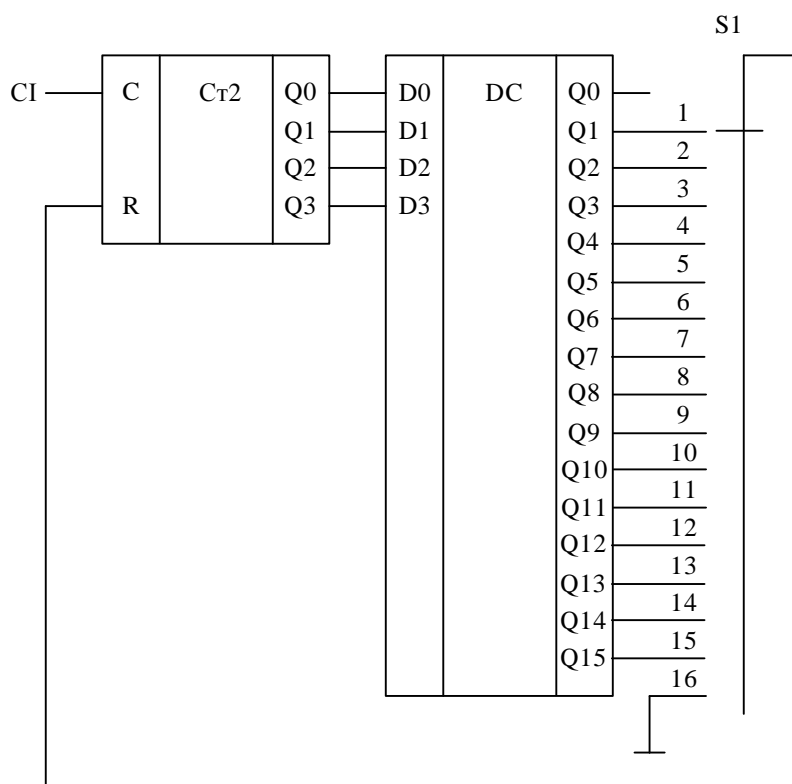 S1
CI C Ст2 Q0 D0 DC Q0
1
Q1 D1 Q1
2
Q2 D2 Q2
3
R Q3 D3 Q3
4
Q4
5
Q5
6
Q6
7
Q7
8
Q8
9
Q9
10
Q10
11
Q11
12
Q12
13
Q13
14
Q14
15
Q15
16